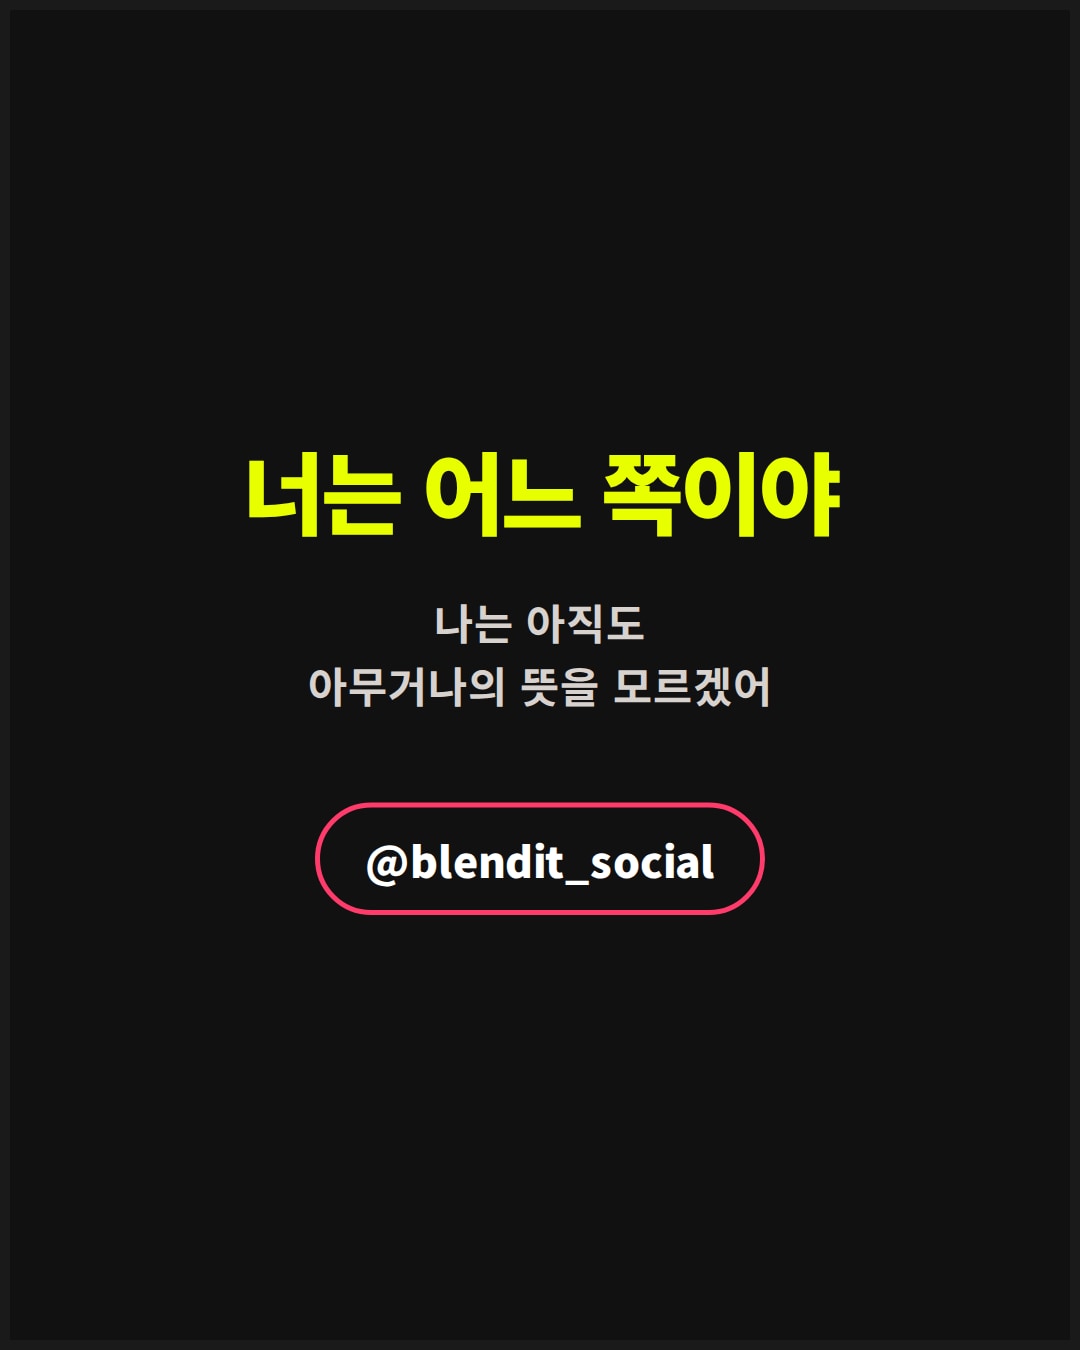 너는 어느 쪽이야
나는 아직도
아무거나의 뜻을 모르겠어
@blendit_social